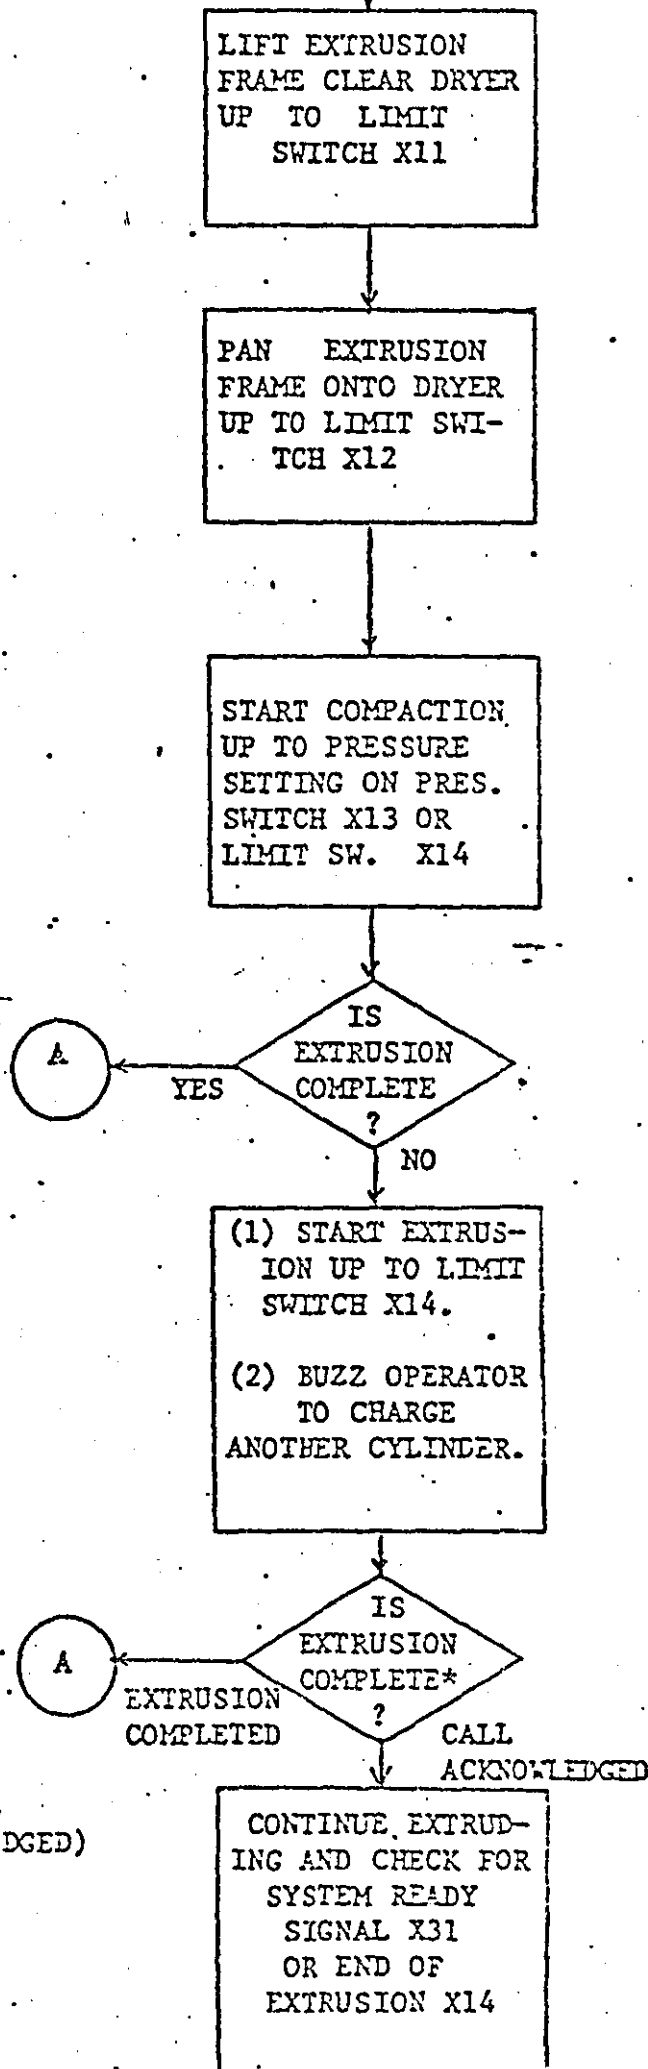 LIFT EXTRUSION
FRAME CLEAR DRYER
UP TO LIMIT
SWITCH X11
PAN EXTRUSION
FRAME ONTO DRYER
UP TO LIMIT SWI-
TCH X12
START COMPACTION
UP TO PRESSURE
SETTING ON PRES.
SWITCH X13 OR
LIMIT SW. X14
IS
EXTRUSION
COMPLETE
?
A
YES
NO
(1) START EXTRUS-
ION UP TO LIMIT
SWITCH X14.
(2) BUZZ OPERATOR
TO CHARGE
ANOTHER CYLINDER.
IS
EXTRUSION
COMPLETE*
?
A
EXTRUSION
COMPLETED
CALL
ACKNOWLEDGED
DGED)
CONTINUE EXTRUD-
ING AND CHECK FOR
SYSTEM READY
SIGNAL X31
OR END OF
EXTRUSION X14